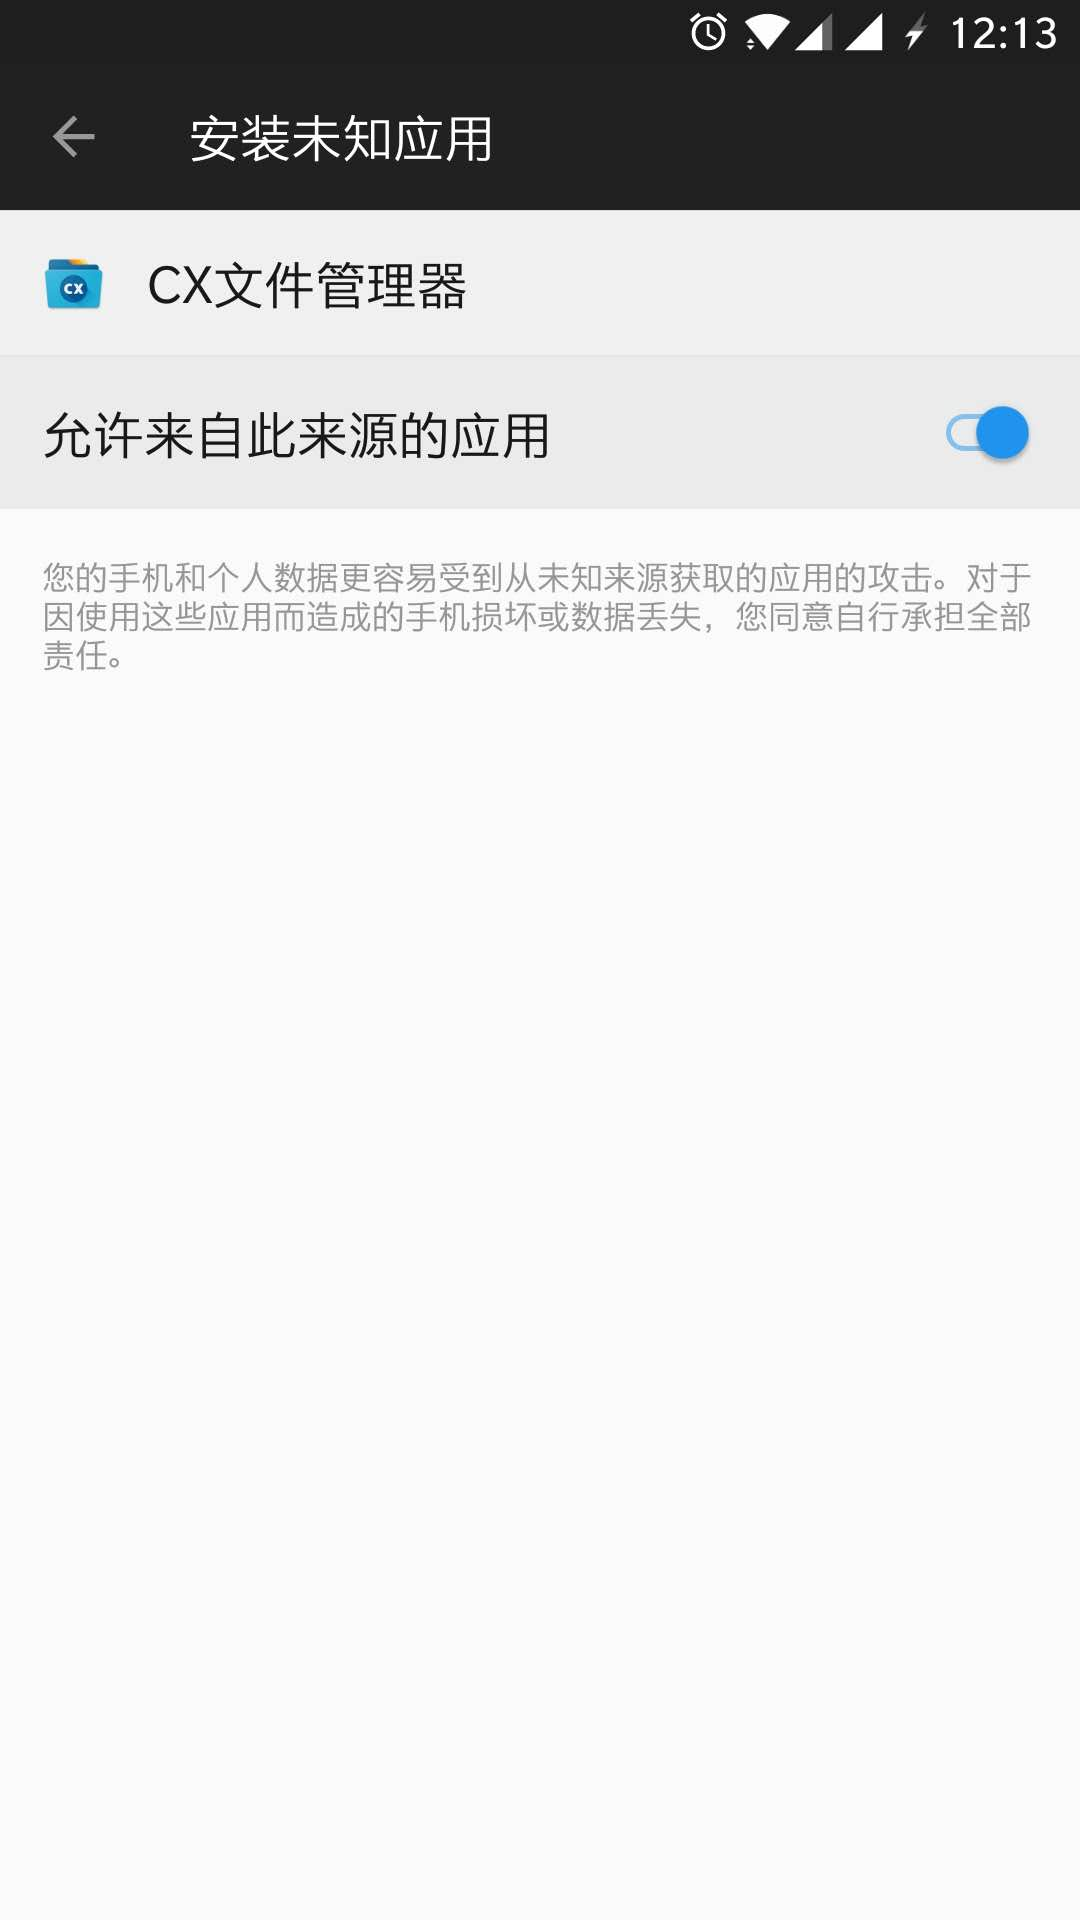 12:13
安装未知应用
CX
CX文件管理器
允许来自此来源的应用
您的手机和个人数据更容易受到从未知来源获取的应用的攻击。对于
因使用这些应用而造成的手机损坏或数据丢失，您同意自行承担全部
责任。